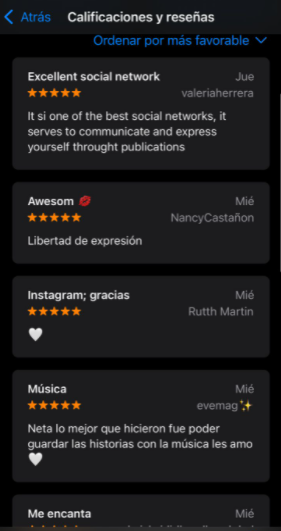 Atrás Calificaciones y reseñas
Ordenar por más favorable
Excellent social network Jue
valeriaherrera
It si one of the best social networks, it
serves to communicate and express
yourself throught publications
Awesom 💋 Mié
NancyCastañon
Libertad de expresión
Instagram; gracias Mié
Rutth Martin
🤍
Música Mié
evemag✨
Neta lo mejor que hicieron fue poder
guardar las historias con la música les amo
🤍
Me encanta Mié